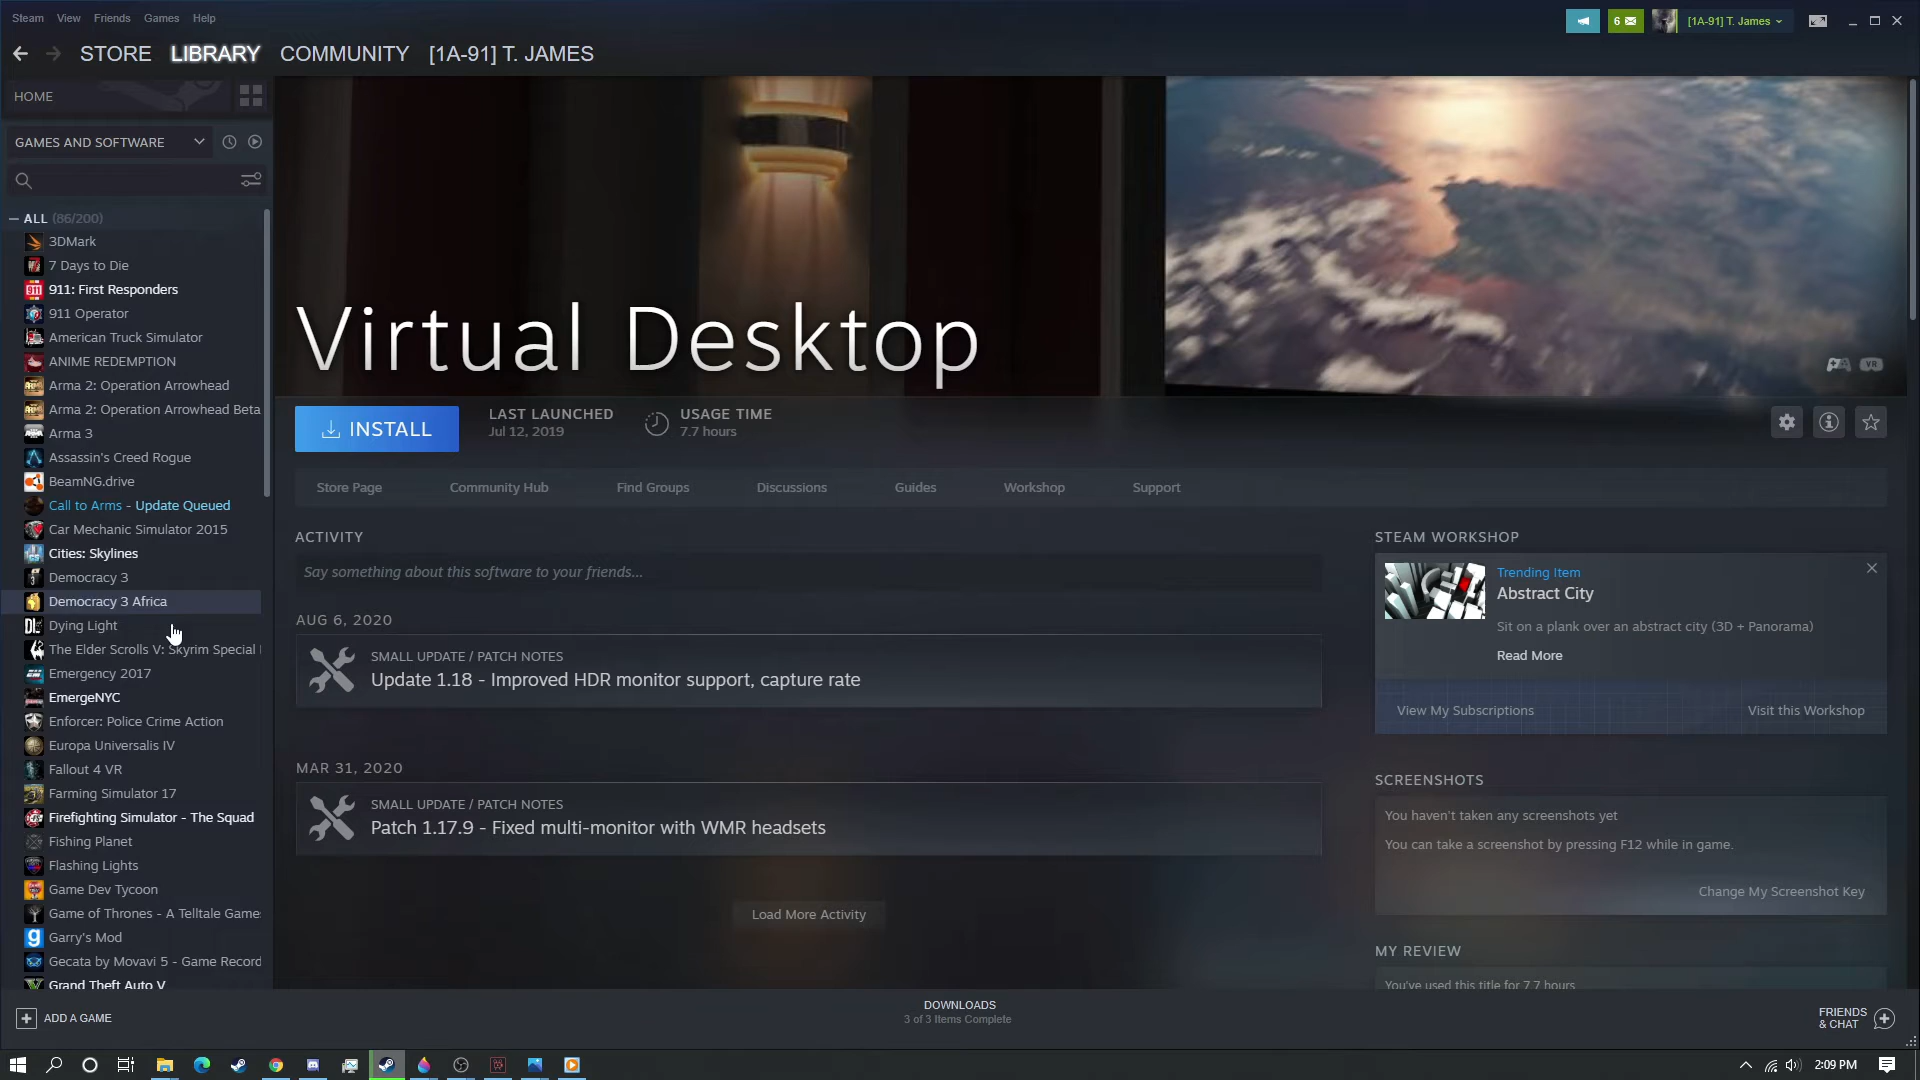 Steam View Friends Games Help
6 [1A-91] T. James
STORE LIBRARY COMMUNITY [1A-91] T. JAMES
HOME
GAMES AND SOFTWARE
ALL (86/200)
3DMark
7 Days to Die
911: First Responders
911 Operator
American Truck Simulator
ANIME REDEMPTION
Arma 2: Operation Arrowhead
Arma 2: Operation Arrowhead Beta
Arma 3
Assassin's Creed Rogue
BeamNG.drive
Call to Arms - Update Queued
Car Mechanic Simulator 2015
Cities: Skylines
Democracy 3
Democracy 3 Africa
Dying Light
The Elder Scrolls V: Skyrim Special
Emergency 2017
EmergeNYC
Enforcer: Police Crime Action
Europa Universalis IV
Fallout 4 VR
Farming Simulator 17
Firefighting Simulator - The Squad
Fishing Planet
Flashing Lights
Game Dev Tycoon
Game of Thrones - A Telltale Game
Garry's Mod
Gecata by Movavi 5 - Game Record
Grand Theft Auto V
Virtual Desktop
VR
INSTALL
LAST LAUNCHED
Jul 12, 2019
USAGE TIME
7.7 hours
Store Page Community Hub Find Groups Discussions Guides Workshop Support
ACTIVITY
Say something about this software to your friends...
AUG 6, 2020
SMALL UPDATE / PATCH NOTES
Update 1.18 - Improved HDR monitor support, capture rate
MAR 31, 2020
SMALL UPDATE / PATCH NOTES
Patch 1.17.9 - Fixed multi-monitor with WMR headsets
Load More Activity
STEAM WORKSHOP
Trending Item
Abstract City
Sit on a plank over an abstract city (3D + Panorama)
Read More
View My Subscriptions Visit this Workshop
SCREENSHOTS
You haven't taken any screenshots yet
You can take a screenshot by pressing F12 while in game.
Change My Screenshot Key
MY REVIEW
You've used this title for 7.7 hours
ADD A GAME
DOWNLOADS
3 of 3 Items Complete
FRIENDS
& CHAT
2:09 PM